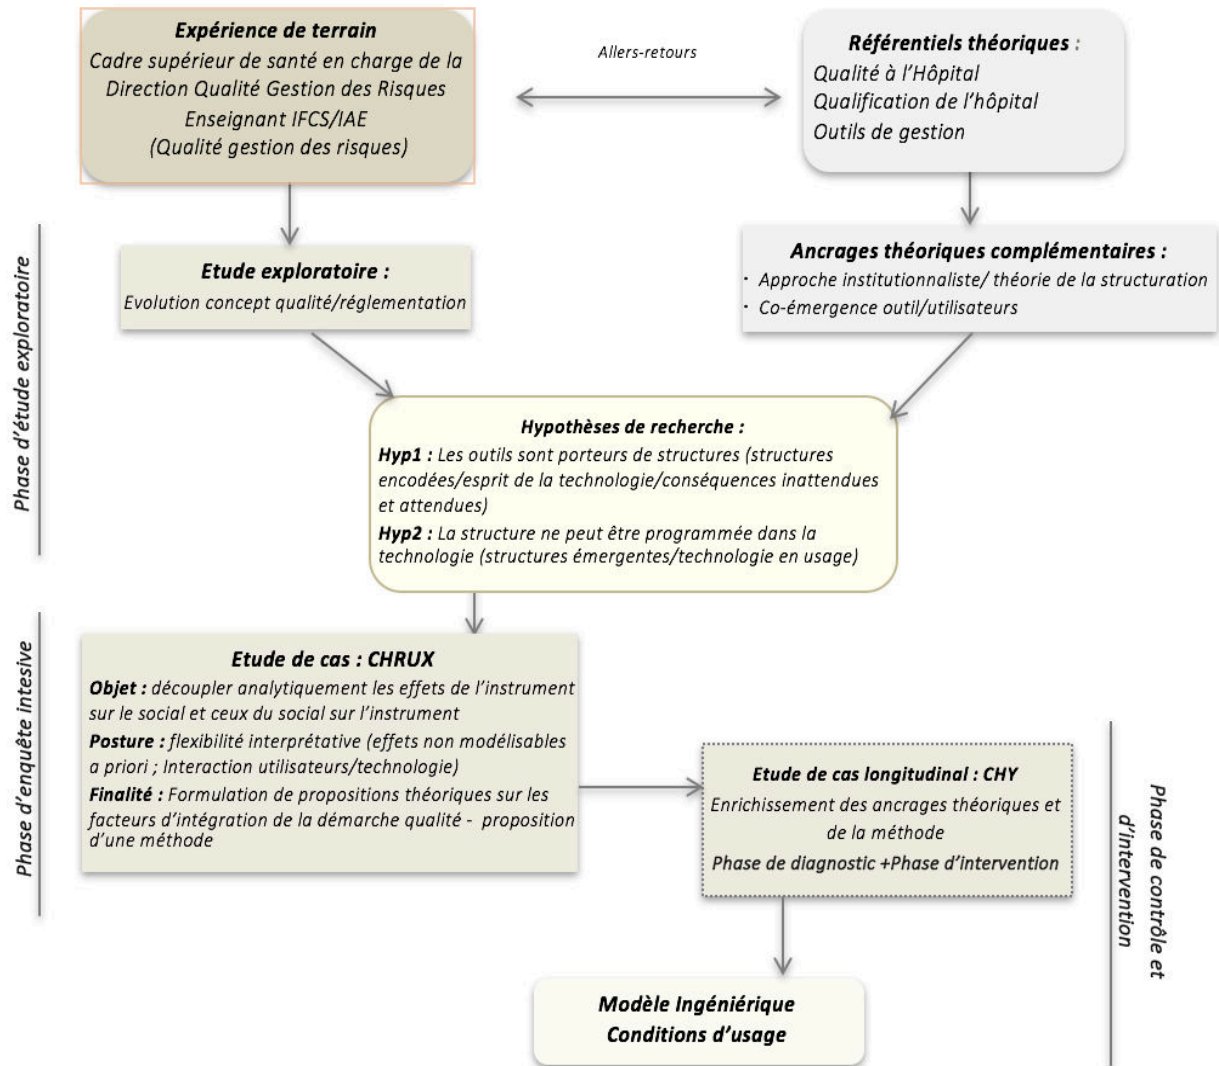 Expérience de terrain
Cadre supérieur de santé en charge de la
Direction Qualité Gestion des Risques
Enseignant IFCS/IAE
(Qualité gestion des risques)
Allers-retours
Référentiels théoriques :
Qualité à l'Hôpital
Qualification de l'hôpital
Outils de gestion
Phase d'étude exploratoire
Etude exploratoire :
Evolution concept qualité/réglementation
Ancrages théoriques complémentaires :
· Approche institutionnaliste/ théorie de la structuration
· Co-émergence outil/utilisateurs
Hypothèses de recherche :
Hyp1 : Les outils sont porteurs de structures (structures
encodées/esprit de la technologie/conséquences inattendues
et attendues)
Hyp2 : La structure ne peut être programmée dans la
technologie (structures émergentes/technologie en usage)
Phase d'enquête intesive
Etude de cas : CHRUX
Objet : découpler analytiquement les effets de l'instrument
sur le social et ceux du social sur l'instrument
Posture : flexibilité interprétative (effets non modélisables
a priori ; Interaction utilisateurs/technologie)
Finalité : Formulation de propositions théoriques sur les
facteurs d'intégration de la démarche qualité - proposition
d'une méthode
Etude de cas longitudinal : CHY
Enrichissement des ancrages théoriques et
de la méthode
Phase de diagnostic +Phase d'intervention
Phase de contrôle et
d'intervention
Modèle Ingéniérique
Conditions d'usage